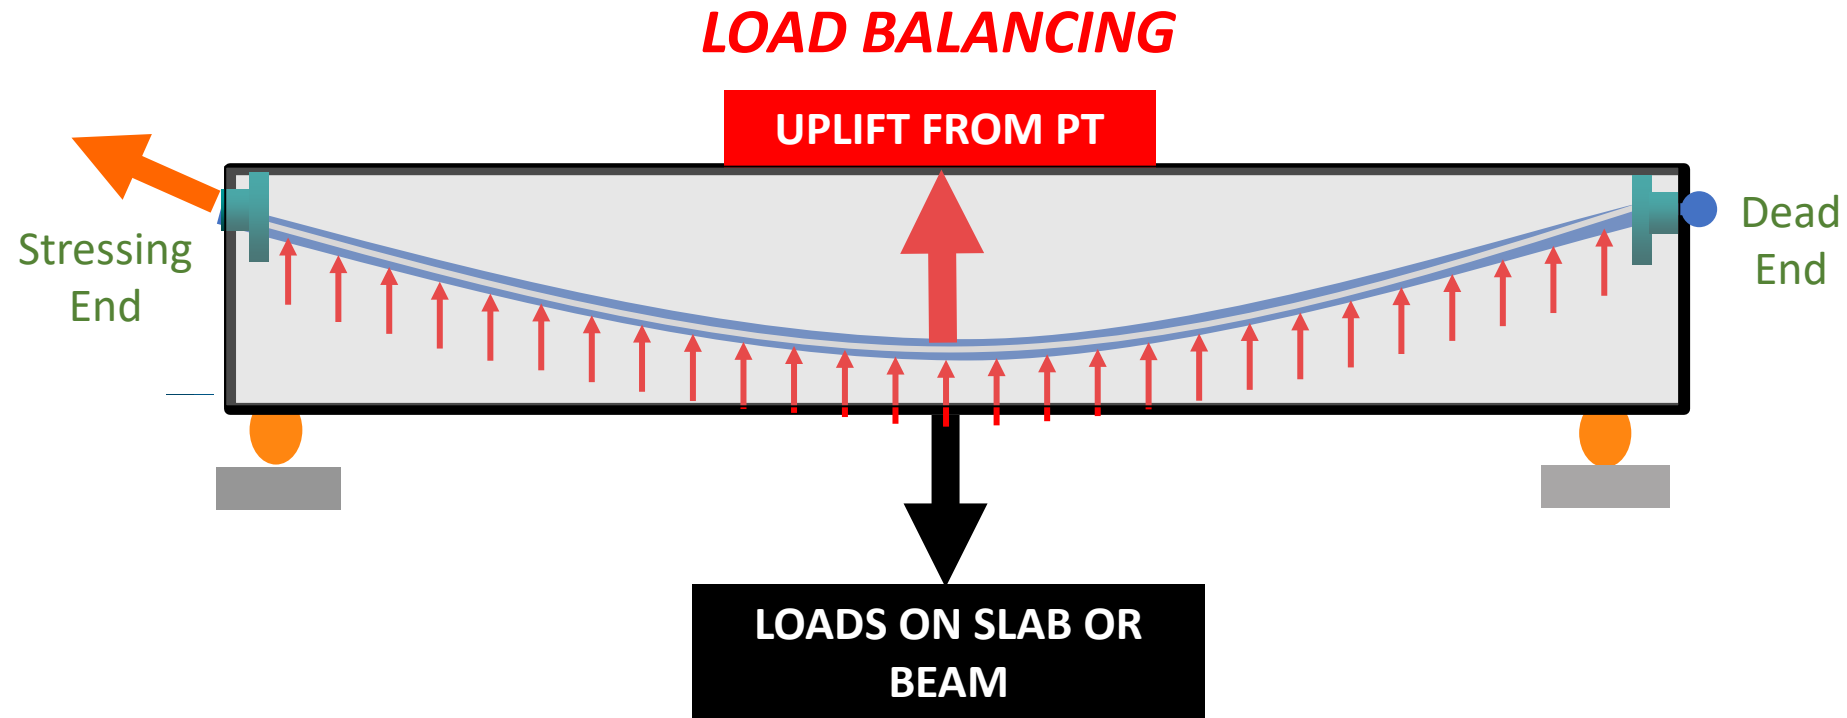 LOAD BALANCING
UPLIFT FROM PT
Stressing
End
Dead
End
LOADS ON SLAB OR
BEAM